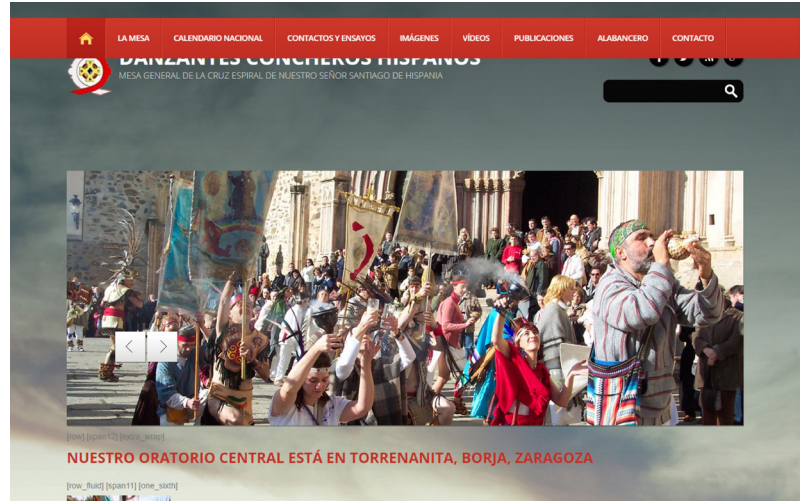 LA MESA CALENDARIO NACIONAL CONTACTOS Y ENSAYOS IMÁGENES VÍDEOS PUBLICACIONES ALABANCERO CONTACTO
DANZANTES CONCHEROS HISPANOS
MESA GENERAL DE LA CRUZ ESPIRAL DE NUESTRO SEÑOR SANTIAGO DE HISPANIA
[row] [span12] [extra_wrap]
NUESTRO ORATORIO CENTRAL ESTÁ EN TORRENANITA, BORJA, ZARAGOZA
[row_fluid] [span11] [one_sixth]